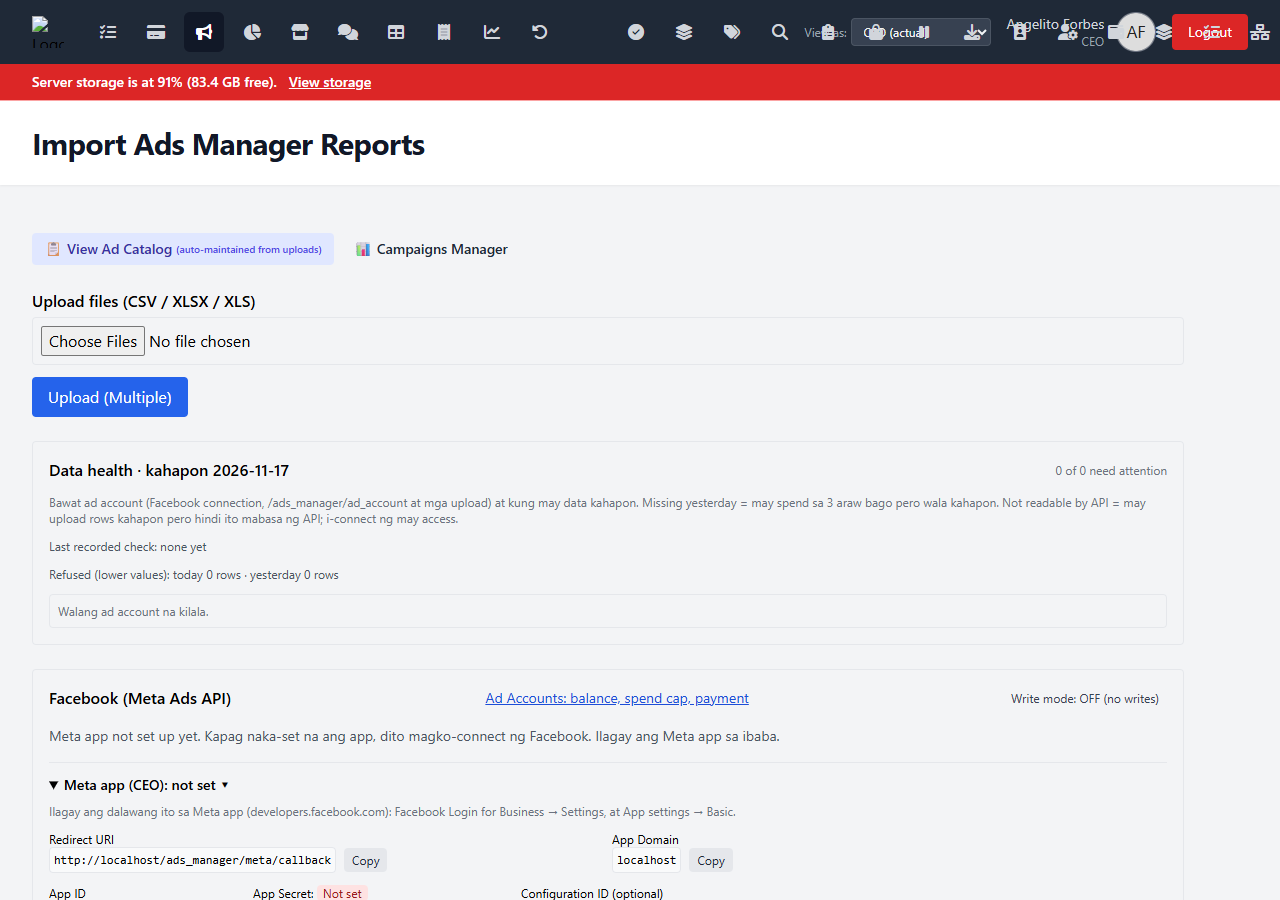 Logo
View as:
CEO (actual)
Angelito Forbes
CEO
AF
Logout
Server storage is at 91% (83.4 GB free). View storage
Import Ads Manager Reports
View Ad Catalog (auto-maintained from uploads)
Campaigns Manager
Upload files (CSV / XLSX / XLS)
Choose Files No file chosen
Upload (Multiple)
Data health · kahapon 2026-11-17
0 of 0 need attention
Bawat ad account (Facebook connection, /ads_manager/ad_account at mga upload) at kung may data kahapon. Missing yesterday = may spend sa 3 araw bago pero wala kahapon. Not readable by API = may
upload rows kahapon pero hindi ito mabasa ng API; i-connect ng may access.
Last recorded check: none yet
Refused (lower values): today 0 rows · yesterday 0 rows
Walang ad account na kilala.
Facebook (Meta Ads API)
Ad Accounts: balance, spend cap, payment
Write mode: OFF (no writes)
Meta app not set up yet. Kapag naka-set na ang app, dito magko-connect ng Facebook. Ilagay ang Meta app sa ibaba.
▼ Meta app (CEO): not set ▾
Ilagay ang dalawang ito sa Meta app (developers.facebook.com): Facebook Login for Business → Settings, at App settings → Basic.
Redirect URI
App Domain
http://localhost/ads_manager/meta/callback
Copy
localhost
Copy
App ID
App Secret: Not set
Configuration ID (optional)